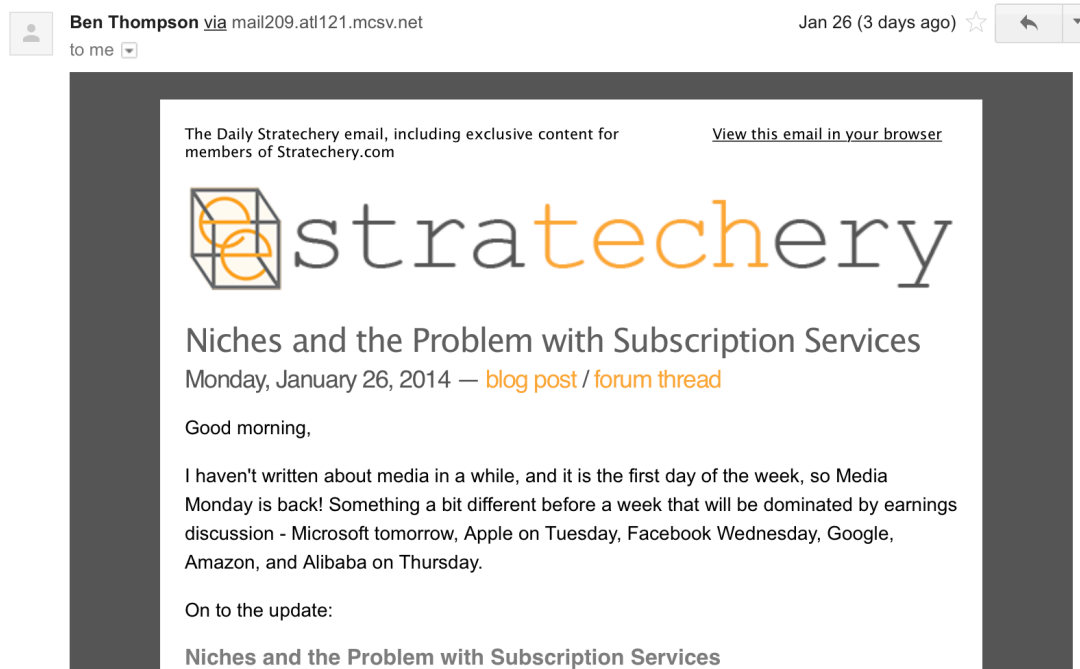 Ben Thompson via mail209.atl121.mcsv.net Jan 26 (3 days ago)
to me
The Daily Stratechery email, including exclusive content for View this email in your browser
members of Stratechery.com
stratechery
Niches and the Problem with Subscription Services
Monday, January 26, 2014 — blog post / forum thread
Good morning,
I haven't written about media in a while, and it is the first day of the week, so Media
Monday is back! Something a bit different before a week that will be dominated by earnings
discussion - Microsoft tomorrow, Apple on Tuesday, Facebook Wednesday, Google,
Amazon, and Alibaba on Thursday.
On to the update:
Niches and the Problem with Subscription Services